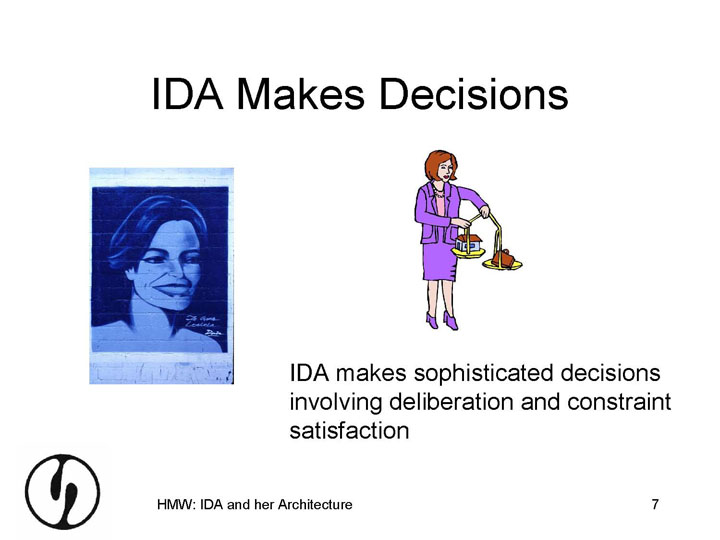 IDA Makes Decisions
IDA makes sophisticated decisions
involving deliberation and constraint
satisfaction
HMW: IDA and her Architecture
7